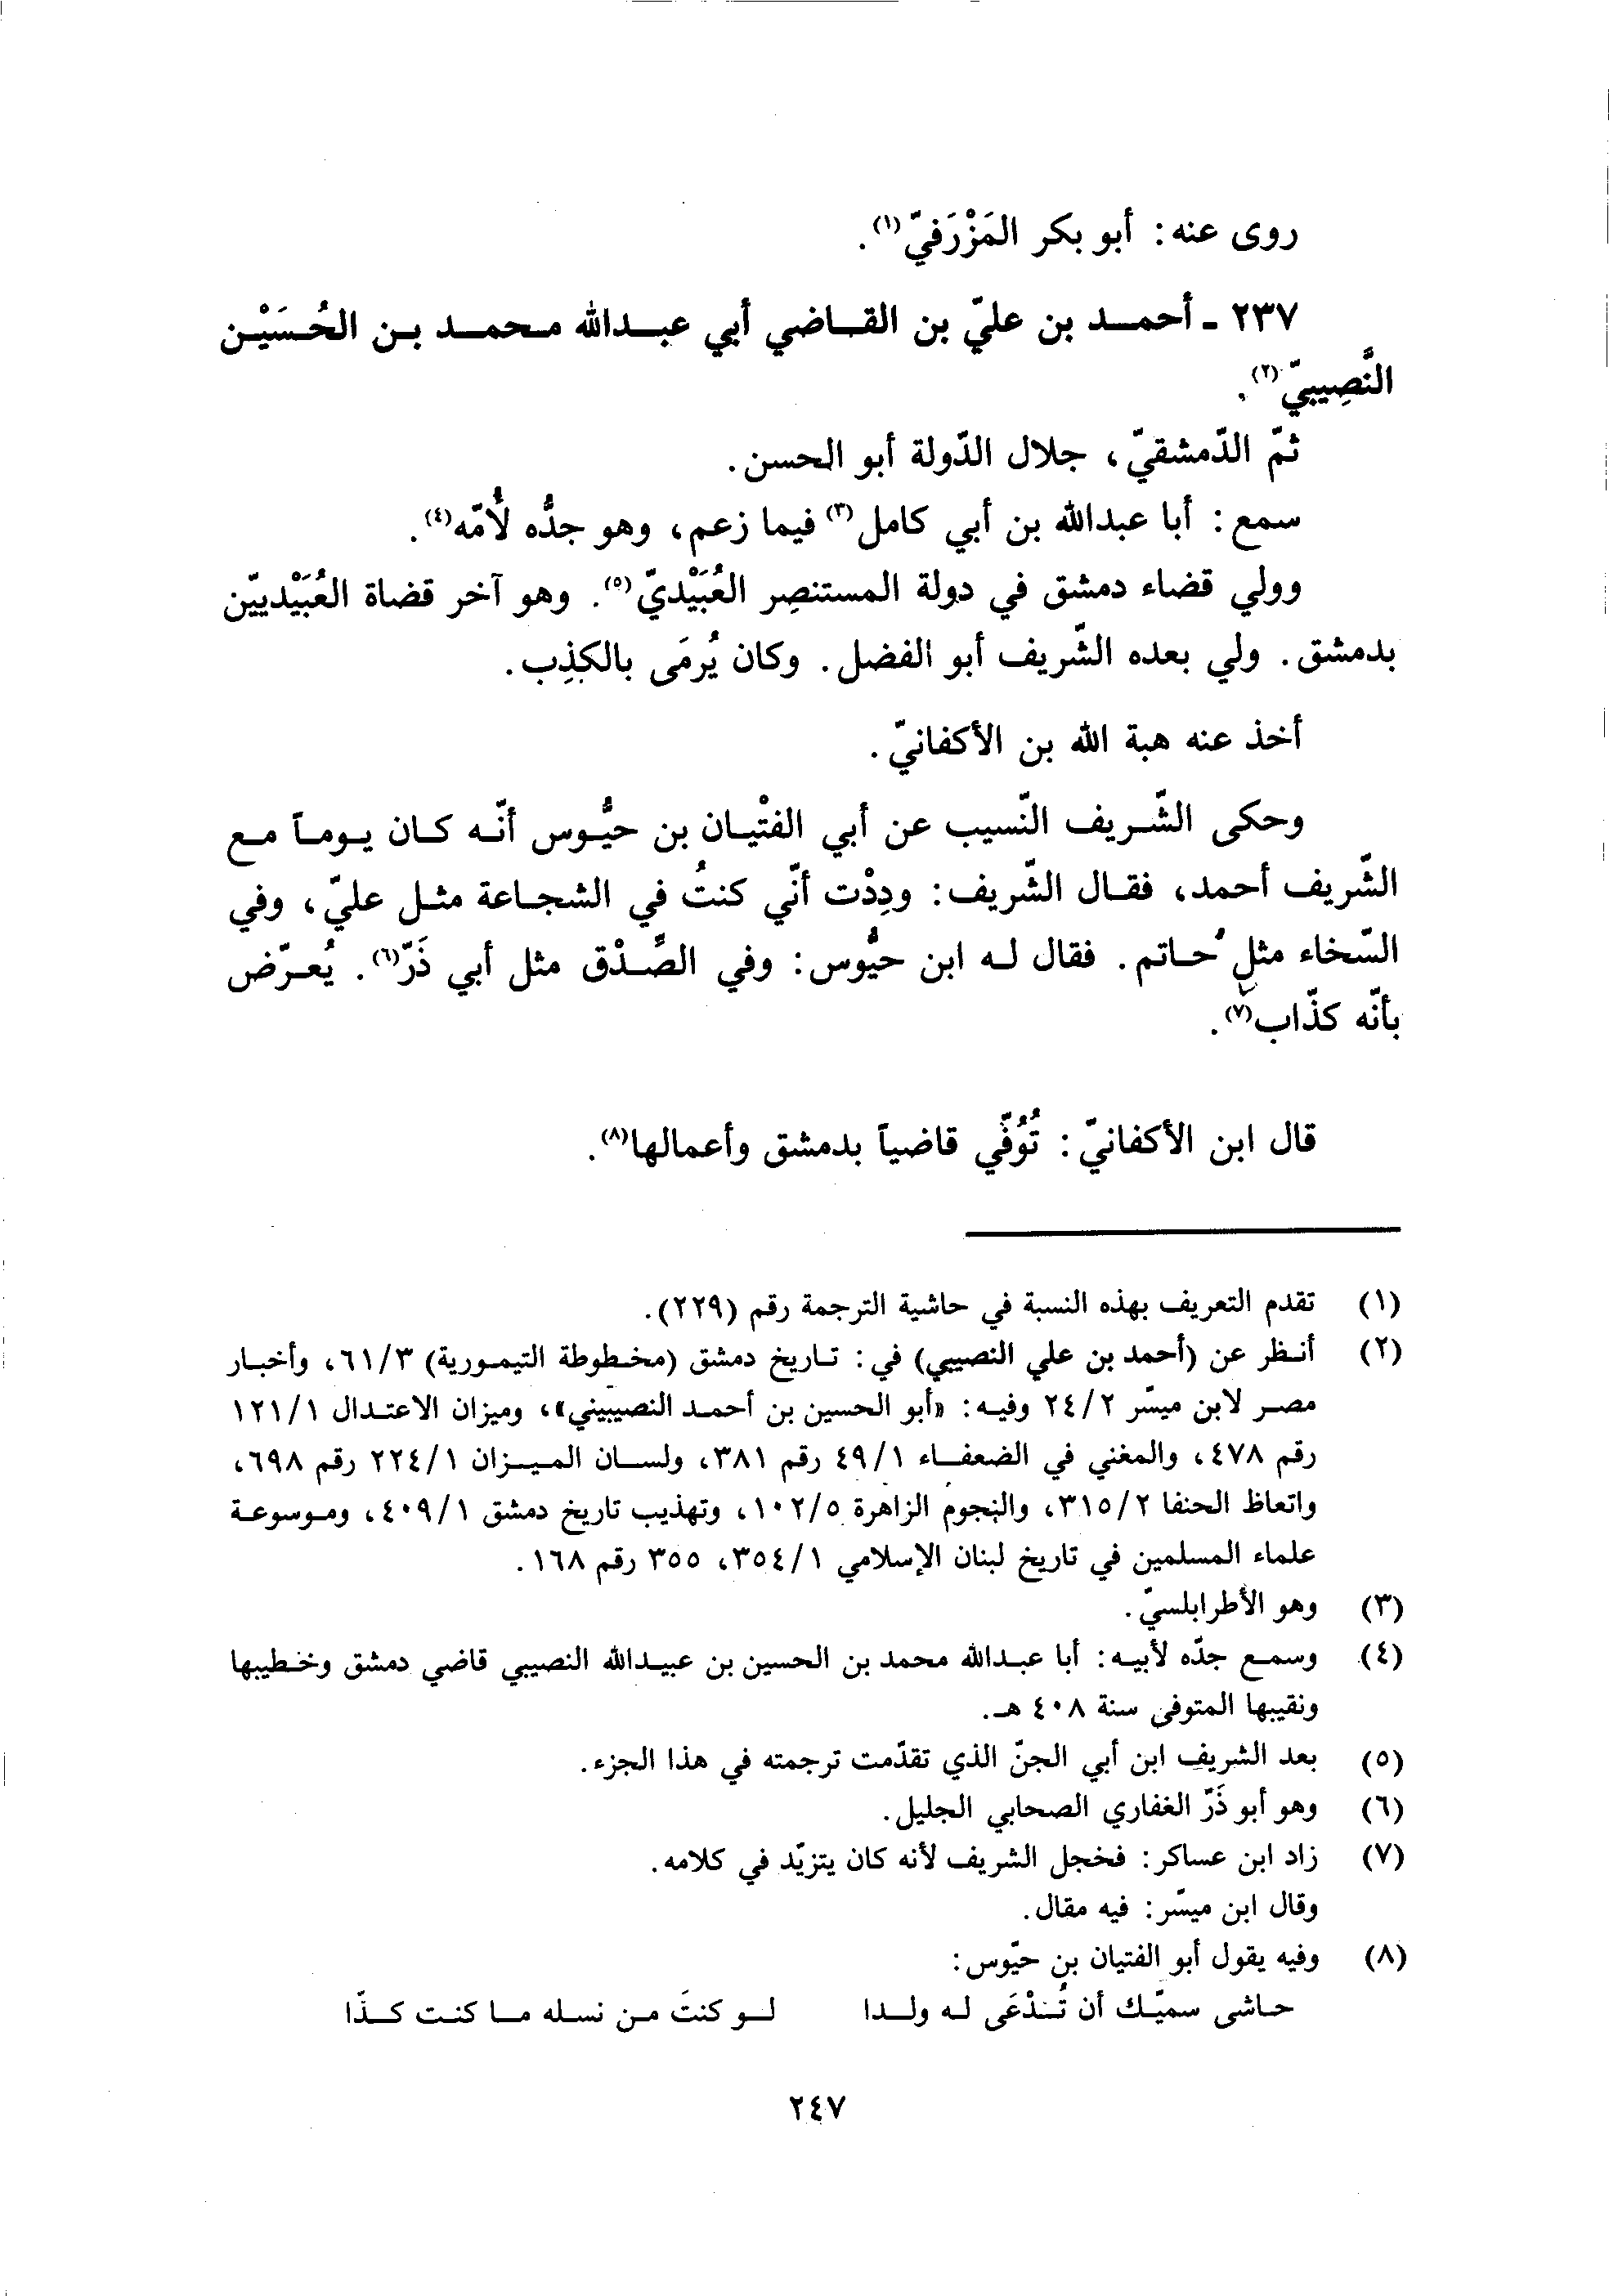 روى عنه: أبو بكر المَزْرَفيّ(١).
٢٣٧ - أحمد بن عليّ بن القاضي أبي عبدالله محمد بن الحُسَيْن
النَّصِيبيّ(٢).
ثمّ الدّمشقيّ، جلال الدّولة أبو الحسن.
سمع: أبا عبدالله بن أبي كامل(٣) فيما زعم، وهو جدُّه لأُمّه(٤).
وولي قضاء دمشق في دولة المستنصِر العُبَيْديّ(٥). وهو آخر قضاة العُبَيْدييّن
بدمشق. ولي بعده الشّريف أبو الفضل. وكان يُرمَى بالكذِب.
أخذ عنه هبة الله بن الأكفانيّ.
وحكى الشّريف النّسيب عن أبي الفتْيان بن حيُّوس أنّه كان يوماً مع
الشّريف أحمد، فقال الشّريف: ودِدْت أنّي كنتُ في الشجاعة مثل عليّ، وفي
السّخاء مثل حاتم. فقال له ابن حيُّوس: وفي الصِّدْق مثل أبي ذَرّ(٦). يُعرّض
بأنّه كذّاب(٧).
قال ابن الأكفانيّ: تُوُفّي قاضياً بدمشق وأعمالها(٨).
(١) تقدم التعريف بهذه النسبة في حاشية الترجمة رقم (٢٢٩).
(٢) أنظر عن (أحمد بن علي النصيبي) في: تاريخ دمشق (مخطوطة التيمورية) ٦١/٣، وأخبار
مصر لابن ميسّر ٢٤/٢ وفيه: «أبو الحسين بن أحمد النصيبيني»، وميزان الاعتدال ١٢١/١
رقم ٤٧٨، والمغني في الضعفاء ٤٩/١ رقم ٣٨١، ولسان الميزان ٢٢٤/١ رقم ٦٩٨،
واتعاظ الحنفا ٣١٥/٢، والنجوم الزاهرة ١٠٢/٥، وتهذيب تاريخ دمشق ٤٠٩/١، وموسوعة
علماء المسلمين في تاريخ لبنان الإسلامي ٣٥٤/١، ٣٥٥ رقم ١٦٨.
(٣) وهو الأطرابلسيّ.
(٤) وسمع جدّه لأبيه: أبا عبدالله محمد بن الحسين بن عبيدالله النصيبي قاضي دمشق وخطيبها
ونقيبها المتوفى سنة ٤٠٨ هـ.
(٥) بعد الشريف ابن أبي الجنّ الذي تقدّمت ترجمته في هذا الجزء.
(٦) وهو أبو ذَرّ الغفاري الصحابي الجليل.
(٧) زاد ابن عساكر: فخجل الشريف لأنه كان يتزيّد في كلامه.
وقال ابن ميسّر: فيه مقال.
(٨) وفيه يقول أبو الفتيان بن حيّوس:
حاشى سميّك أن تُدْعَى له ولدا لو كنتَ من نسله ما كنت كذّا
٢٤٧